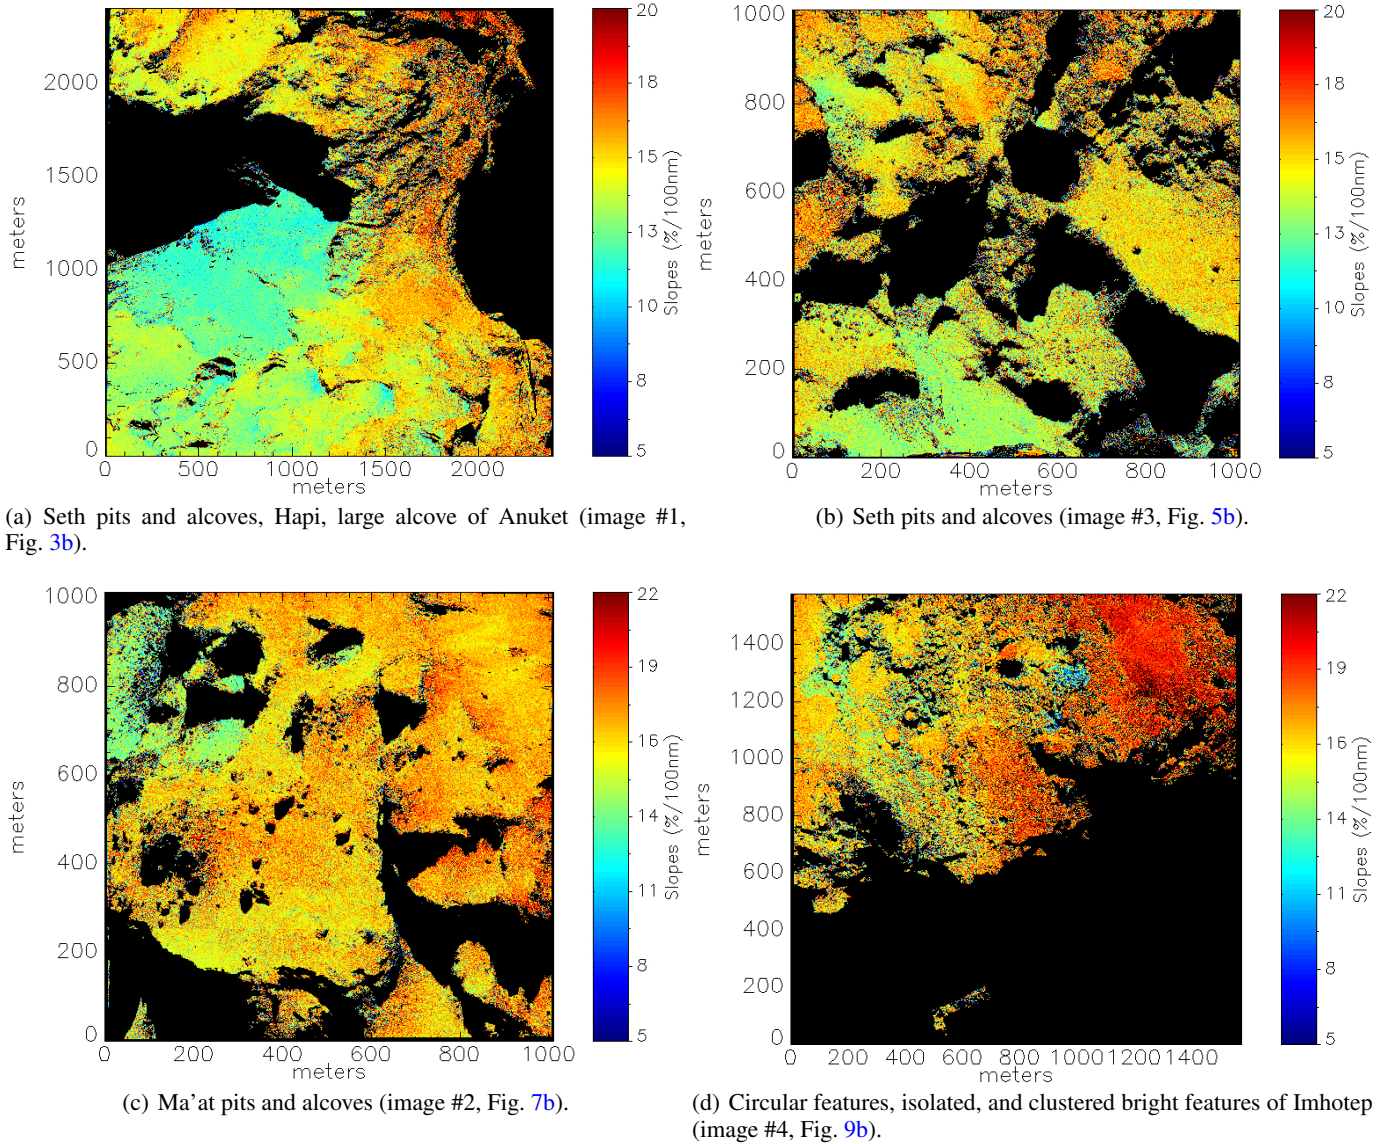 20
18
15
13
10
8
5
Slopes (%/100nm)
2000
1500
1000
500
0
meters
0 500 1000 1500 2000
meters
(a) Seth pits and alcoves, Hapi, large alcove of Anuket (image #1,
Fig. 3b).
1000
800
600
400
200
0
meters
0 200 400 600 800 1000
meters
20
18
15
13
10
8
5
Slopes (%/100nm)
(b) Seth pits and alcoves (image #3, Fig. 5b).
1000
800
600
400
200
0
meters
0 200 400 600 800 1000
meters
22
19
16
14
11
8
5
Slopes (%/100nm)
(c) Ma'at pits and alcoves (image #2, Fig. 7b).
1400
1200
1000
800
600
400
200
0
meters
0 200 400 600 800 1000 1200 1400
meters
22
19
16
14
11
8
5
Slopes (%/100nm)
(d) Circular features, isolated, and clustered bright features of Imhotep
(image #4, Fig. 9b).